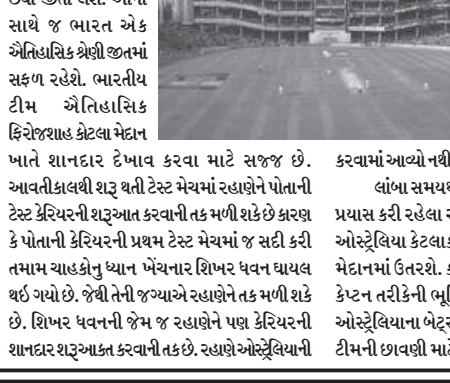 સાથે જ ભારત એક
ઐતિહાસિક શ્રેણી જીતમાં
સફળ રહેશે. ભારતીય
ટીમ ઐતિહાસિક
ફિરોજશાહ કોટલા મેદાન
ખાતે શાનદાર દેખાવ કરવા માટે સજ્જ છે.
આવતીકાલથી શરૂ થતી ટેસ્ટ મેચમાં રહાણેને પોતાની
ટેસ્ટ કેરિયરની શરૂઆત કરવાની તક મળી શકે છે કારણ
કે પોતાની કેરિયરની પ્રથમ ટેસ્ટ મેચમાં જ સદી કરી
તમામ ચાહકોનુ ધ્યાન ખેંચનાર શિખર ધવન ઘાયલ
થઇ ગયો છે. જેથી તેની જગ્યાએ રહાણેને તક મળી શકે
છે. શિખર ધવનની જેમ જ રહાણેને પણ કેરિયરની
શાનદાર શરૂઆક્ત કરવાની તક છે. રહાણે ઓસ્ટ્રેલિયાની
કરવામાં આવ્યો નથી
લાંબા સમયથ
પ્રયાસ કરી રહેલા
ઓસ્ટ્રેલિયા કેટલાક
મેદાનમાં ઉતરશે.
કેપ્ટન તરીકેની ભૂમિ
ઓસ્ટ્રેલિયાના બેટ્સ
ટીમની છાવણી માટે